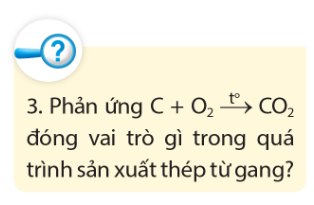 ?
3. Phản ứng C + O₂ —t°→ CO₂
đóng vai trò gì trong quá
trình sản xuất thép từ gang?